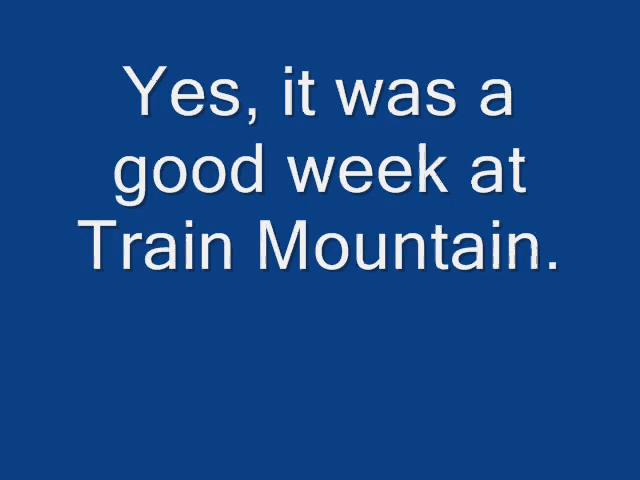 Yes, it was a
good week at
Train Mountain.